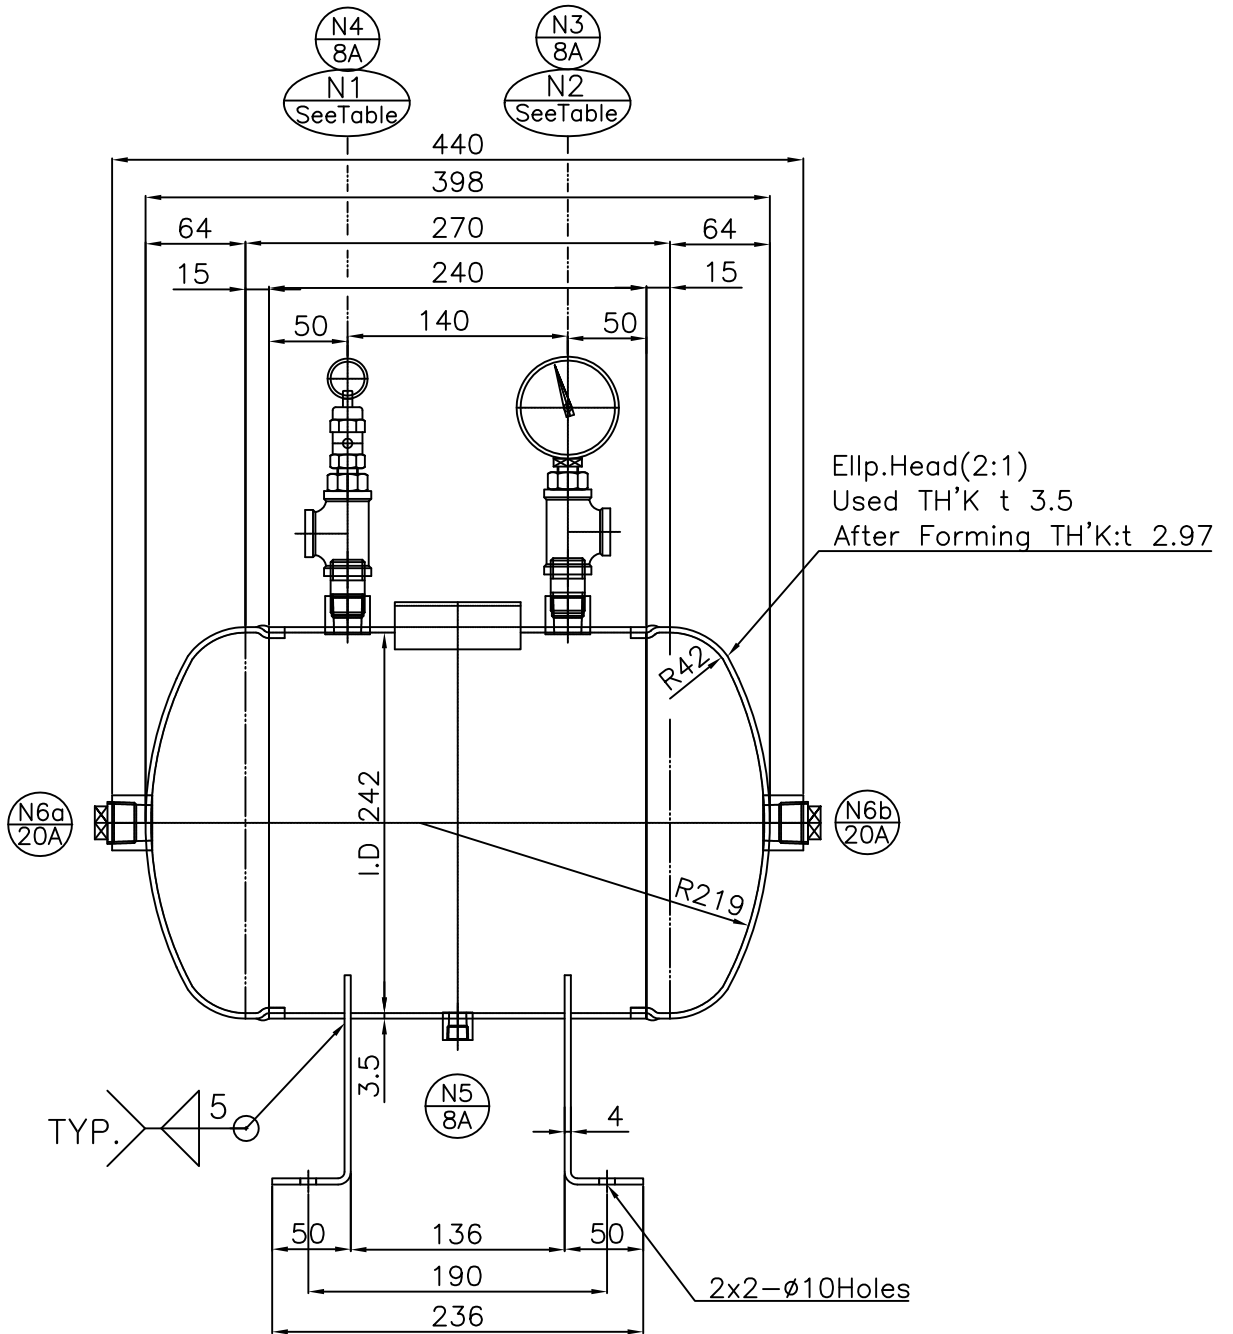 N4
8A
N1
SeeTable
N3
8A
N2
SeeTable
440
398
64
270
64
15
240
15
50
140
50
Ellp.Head(2:1)
Used TH'K t 3.5
After Forming TH'K:t 2.97
R42
I.D 242
N6a
20A
N6b
20A
R219
3.5
N5
8A
TYP.
5
4
50
136
50
190
2x2-ø10Holes
236